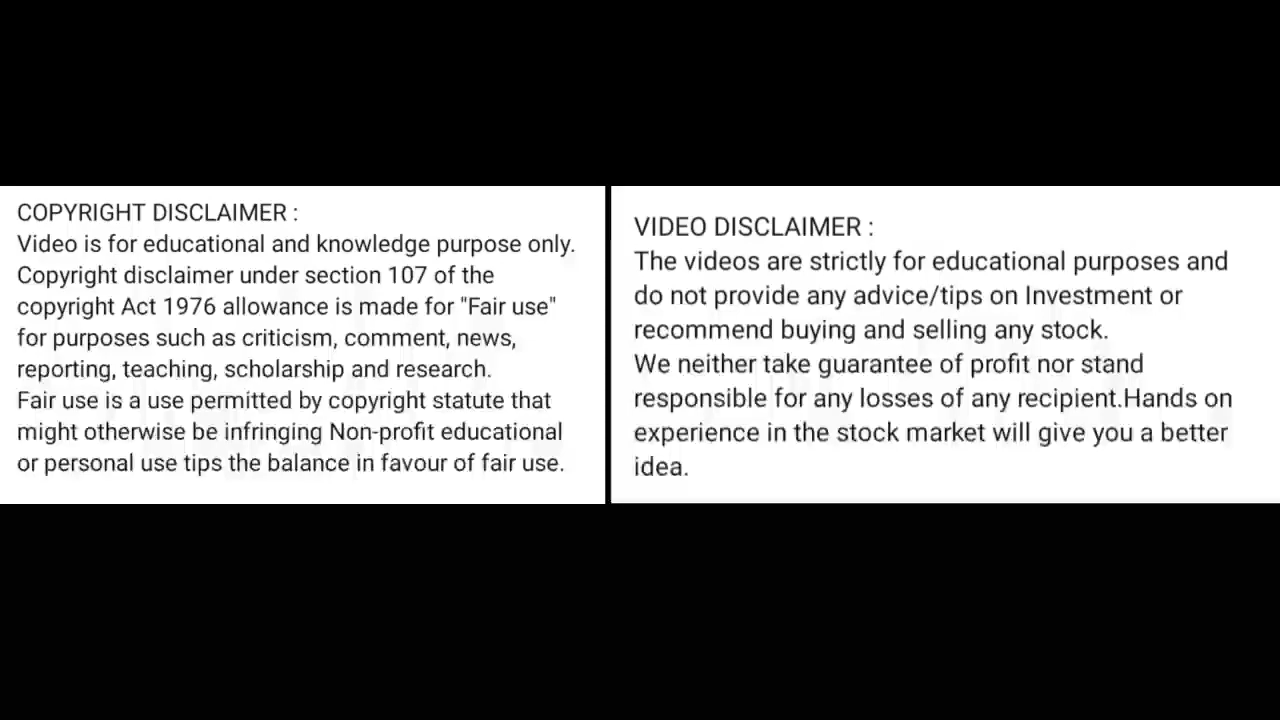 COPYRIGHT DISCLAIMER :
Video is for educational and knowledge purpose only.
Copyright disclaimer under section 107 of the
copyright Act 1976 allowance is made for "Fair use"
for purposes such as criticism, comment, news,
reporting, teaching, scholarship and research.
Fair use is a use permitted by copyright statute that
might otherwise be infringing Non-profit educational
or personal use tips the balance in favour of fair use.
VIDEO DISCLAIMER :
The videos are strictly for educational purposes and
do not provide any advice/tips on Investment or
recommend buying and selling any stock.
We neither take guarantee of profit nor stand
responsible for any losses of any recipient.Hands on
experience in the stock market will give you a better
idea.